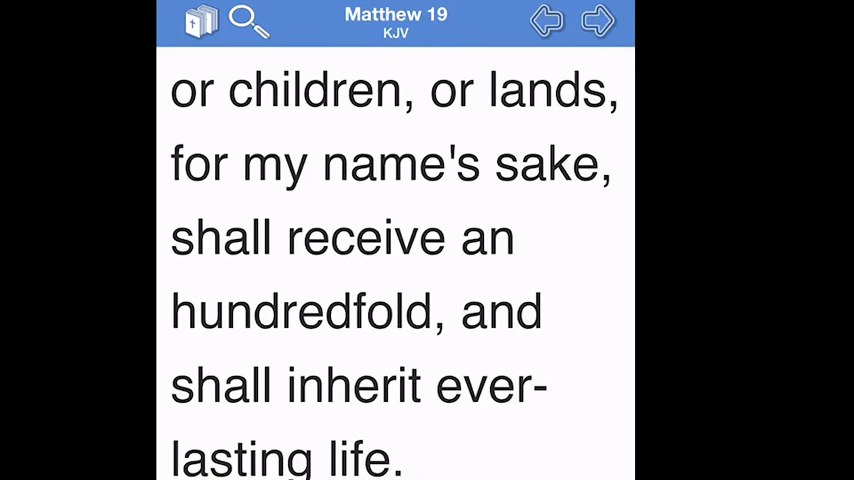 Matthew 19
KJV
or children, or lands,
for my name's sake,
shall receive an
hundredfold, and
shall inherit ever-
lasting life.